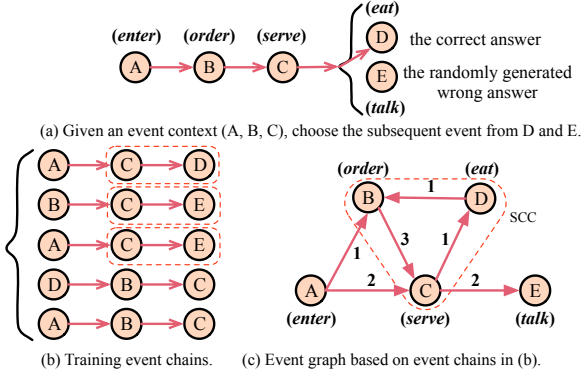 (eat)
(enter) (order) (serve)
D the correct answer
A B C
E the randomly generated
wrong answer
(talk)
(a) Given an event context (A, B, C), choose the subsequent event from D and E.
A C D
B C E
A C E
D B C
A B C
(b) Training event chains.
(order) (eat)
B 1 D
SCC
1 3 1
A 2 C 2 E
(enter) (serve) (talk)
(c) Event graph based on event chains in (b).